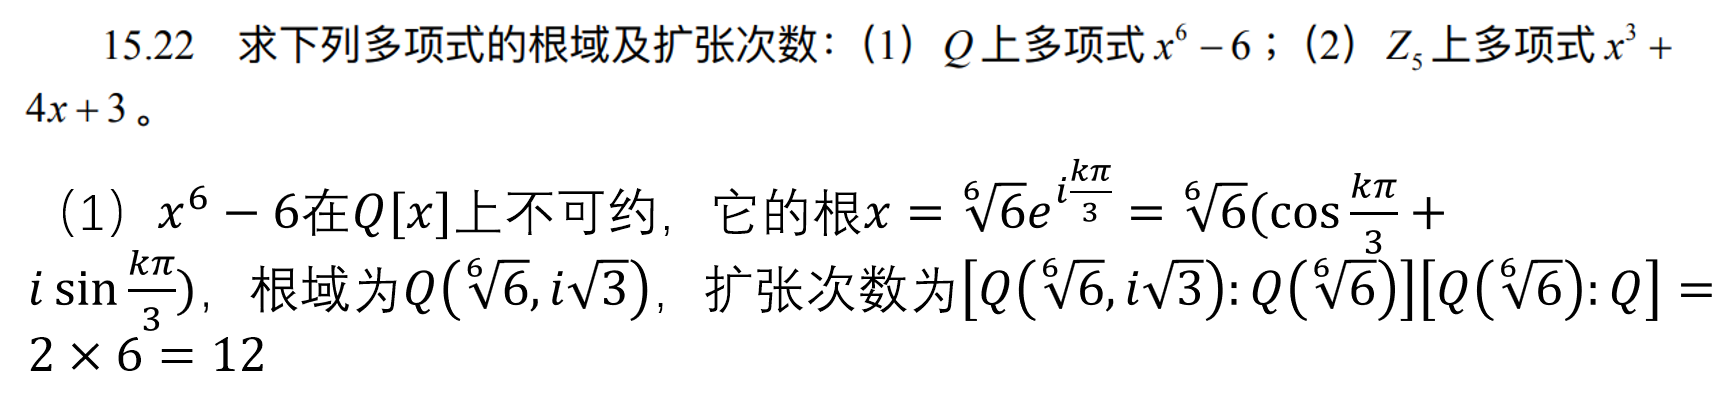 15.22 求下列多项式的根域及扩张次数：（1）Q上多项式 x⁶ − 6；（2）Z₅上多项式 x³ +
4x + 3。
（1）x⁶ − 6在Q[x]上不可约，它的根x = ⁶√6e^{i kπ/3} = ⁶√6(cos kπ/3 +
i sin kπ/3)，根域为Q(⁶√6, i√3)，扩张次数为[Q(⁶√6, i√3): Q(⁶√6)][Q(⁶√6): Q] =
2 × 6 = 12